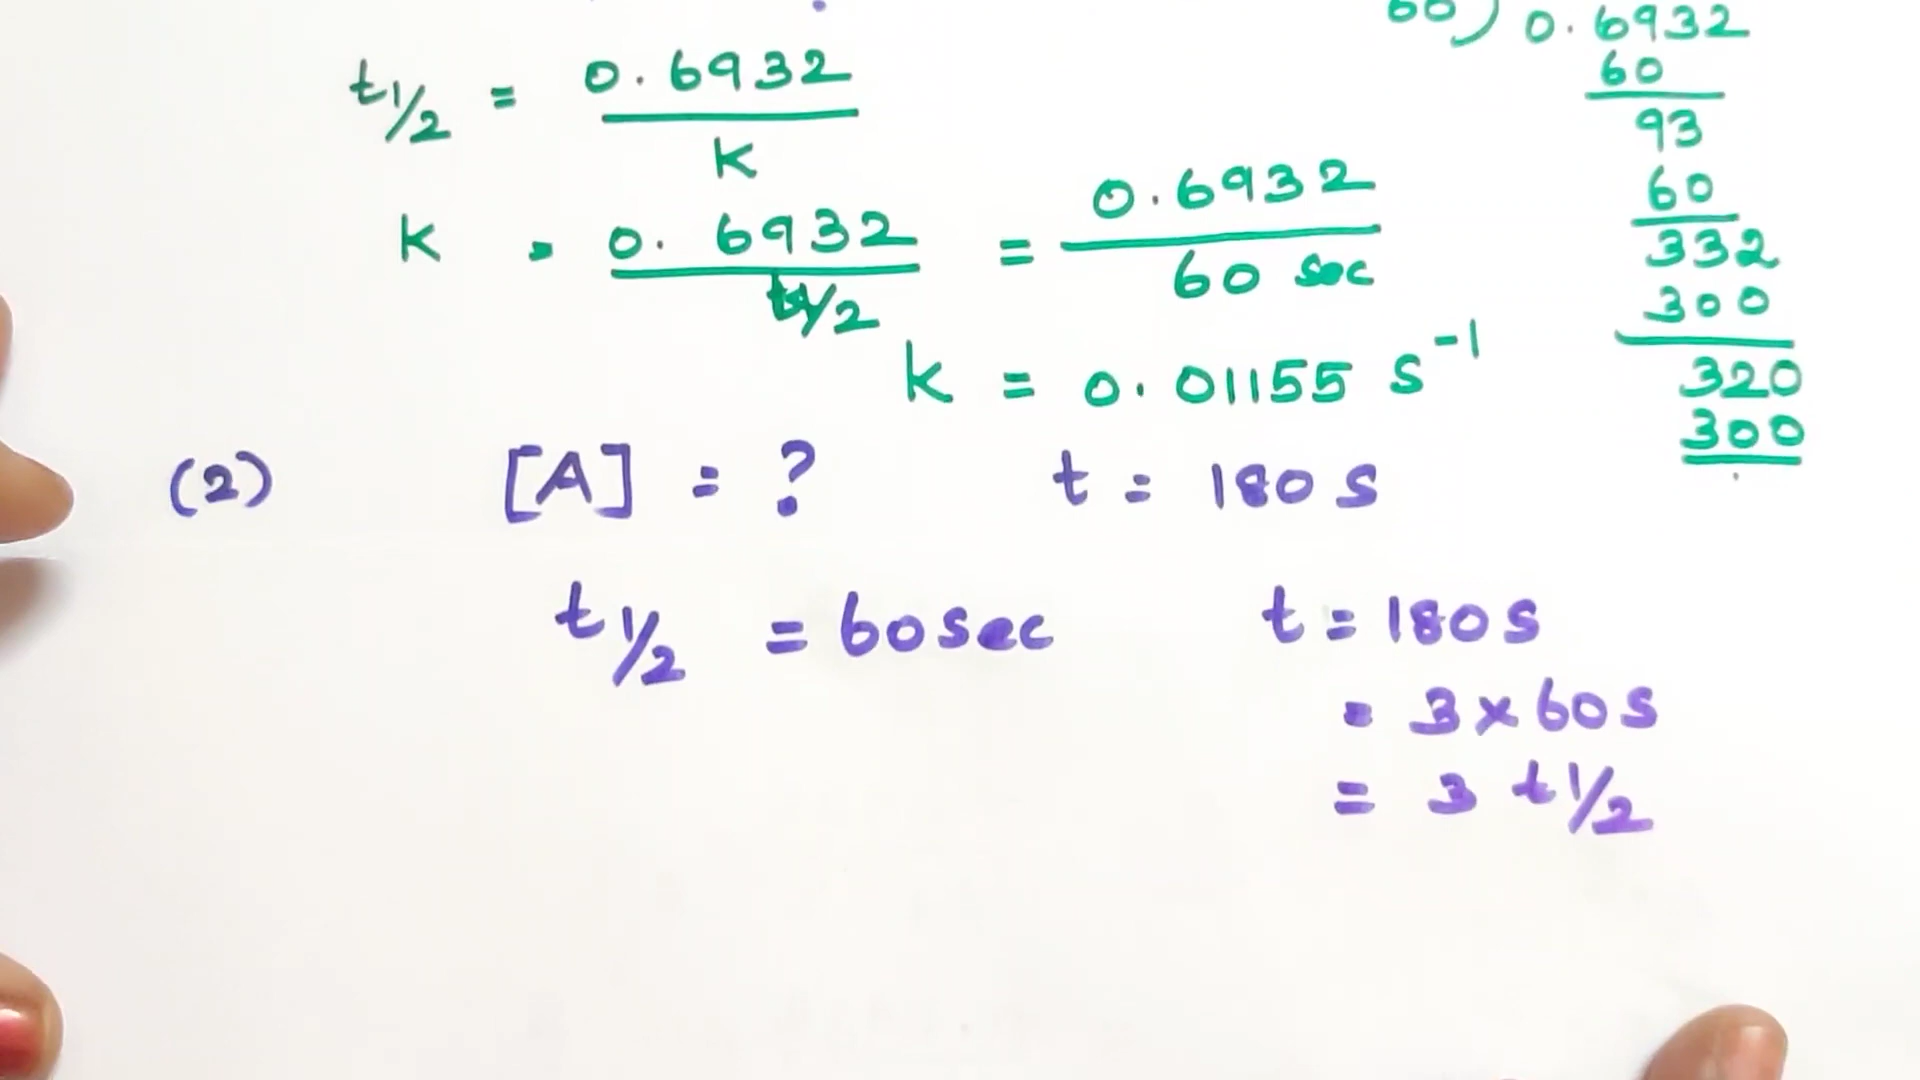 t1/2 = 0.6932
K
K = 0. 6932 = 0.6932
t1/2 60 sec
k = 0.01155 s⁻¹
(2) [A] = ? t = 180 s
t1/2 = 60 sec t = 180 s
= 3 x 60 s
= 3 t1/2
60 ) 0.6932
60
93
60
332
300
320
300